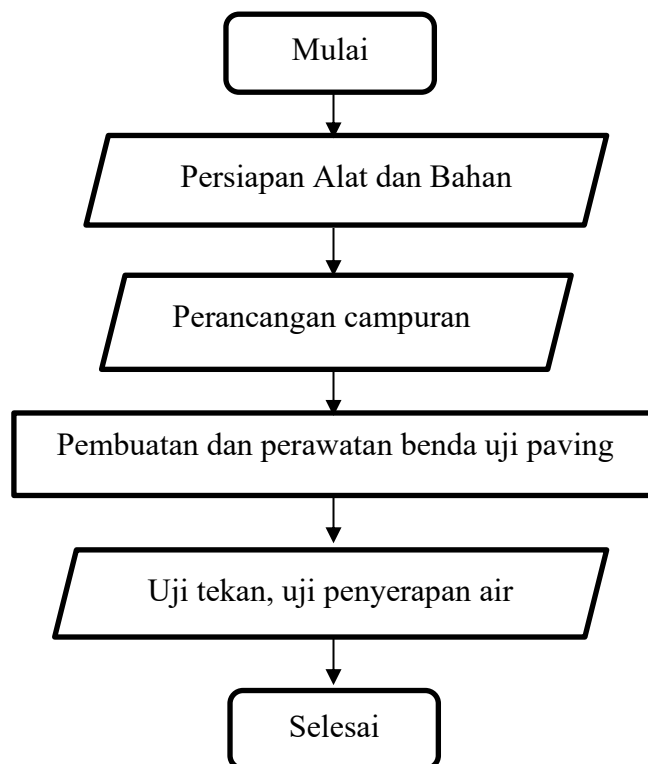 Mulai
Persiapan Alat dan Bahan
Perancangan campuran
Pembuatan dan perawatan benda uji paving
Uji tekan, uji penyerapan air
Selesai